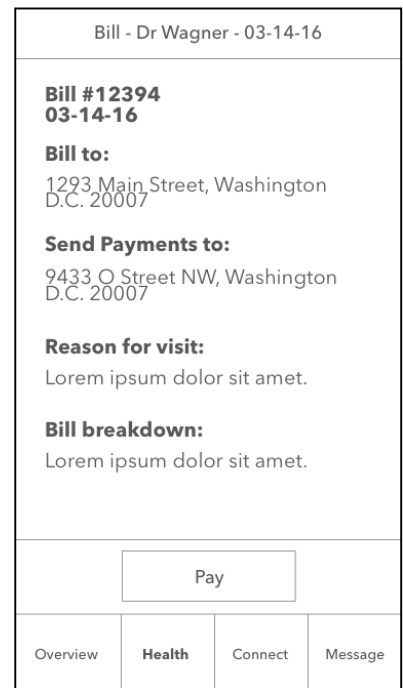 Bill - Dr Wagner - 03-14-16
Bill #12394
03-14-16
Bill to:
1293 Main Street, Washington
D.C. 20007
Send Payments to:
9433 O Street NW, Washington
D.C. 20007
Reason for visit:
Lorem ipsum dolor sit amet.
Bill breakdown:
Lorem ipsum dolor sit amet.
Pay
Overview Health Connect Message